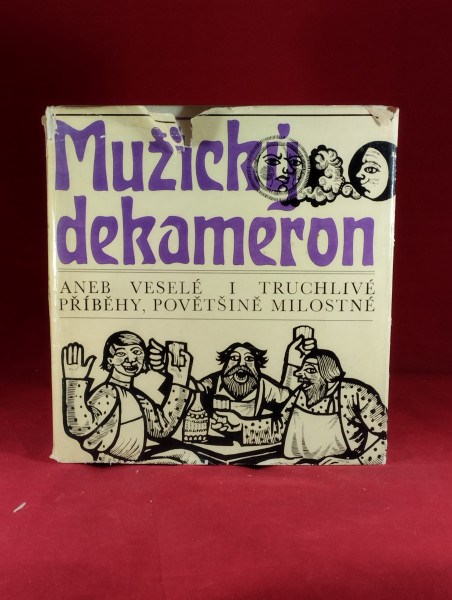 Mužický
dekameron
ANEB VESELÉ I TRUCHLIVÉ
PŘÍBĚHY, POVĚTŠINĚ MILOSTNÉ